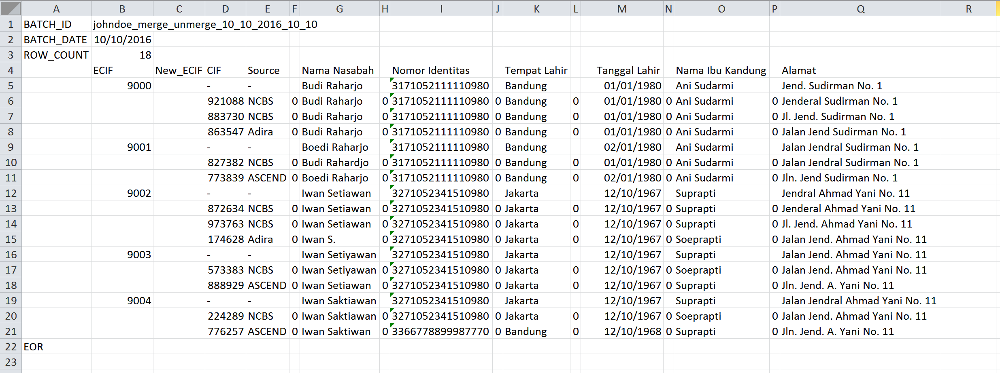 A B C D E F G H I J K L M N O P Q R
1 BATCH_ID johndoe_merge_unmerge_10_10_2016_10_10
2 BATCH_DATE 10/10/2016
3 ROW_COUNT 18
4 ECIF New_ECIF CIF Source Nama Nasabah Nomor Identitas Tempat Lahir Tanggal Lahir Nama Ibu Kandung Alamat
5 9000 - - Budi Raharjo 3171052111110980 Bandung 01/01/1980 Ani Sudarmi Jend. Sudirman No. 1
6 921088 NCBS 0 Budi Raharjo 0 3171052111110980 0 Bandung 0 01/01/1980 0 Ani Sudarmi 0 Jenderal Sudirman No. 1
7 883730 NCBS 0 Budi Raharjo 0 3171052111110980 0 Bandung 0 01/01/1980 0 Ani Sudarmi 0 Jl. Jend. Sudirman No. 1
8 863547 Adira 0 Budi Raharjo 0 3171052111110980 0 Bandung 0 01/01/1980 0 Ani Sudarmi 0 Jalan Jend Sudirman No. 1
9 9001 - - Boedi Raharjo 3171052111110980 Bandung 02/01/1980 Ani Sudarmi Jalan Jendral Sudirman No. 1
10 827382 NCBS 0 Budi Rahardjo 0 3171052111110980 0 Bandung 0 01/01/1980 0 Ani Sudarmi 0 Jalan Jendral Sudirman No. 1
11 773839 ASCEND 0 Boedi Raharjo 0 3171052111110980 0 Bandung 0 02/01/1980 0 Ani Sudarmi 0 Jln. Jend Sudirman No. 1
12 9002 - - Iwan Setiawan 3271052341510980 Jakarta 12/10/1967 Suprapti Jendral Ahmad Yani No. 11
13 872634 NCBS 0 Iwan Setiawan 0 3271052341510980 0 Jakarta 0 12/10/1967 0 Suprapti 0 Jenderal Ahmad Yani No. 11
14 973763 NCBS 0 Iwan Setiawan 0 3271052341510980 0 Jakarta 0 12/10/1967 0 Suprapti 0 Jl. Jend. Ahmad Yani No. 11
15 174628 Adira 0 Iwan S. 0 3271052341510980 0 Jakarta 0 12/10/1967 0 Soeprapti 0 Jalan Jend. Ahmad Yani No. 11
16 9003 - - Iwan Setiyawan 3271052341510980 Jakarta 12/10/1967 Suprapti Jalan Jend. Ahmad Yani No. 11
17 573383 NCBS 0 Iwan Setiyawan 0 3271052341510980 0 Jakarta 0 12/10/1967 0 Soeprapti 0 Jalan Jend. Ahmad Yani No. 11
18 888929 ASCEND 0 Iwan Setiawan 0 3271052341510980 0 Jakarta 0 12/10/1967 0 Suprapti 0 Jln. Jend. A. Yani No. 11
19 9004 - - Iwan Saktiawan 3271052341510980 Jakarta 12/10/1967 Suprapti Jalan Jendral Ahmad Yani No. 11
20 224289 NCBS 0 Iwan Saktiawan 0 3271052341510980 0 Jakarta 0 12/10/1967 0 Soeprapti 0 Jalan Jend. Ahmad Yani No. 11
21 776257 ASCEND 0 Iwan Saktiwan 0 3366778899987770 0 Bandung 0 12/10/1968 0 Suprapti 0 Jln. Jend. A. Yani No. 11
22 EOR
23